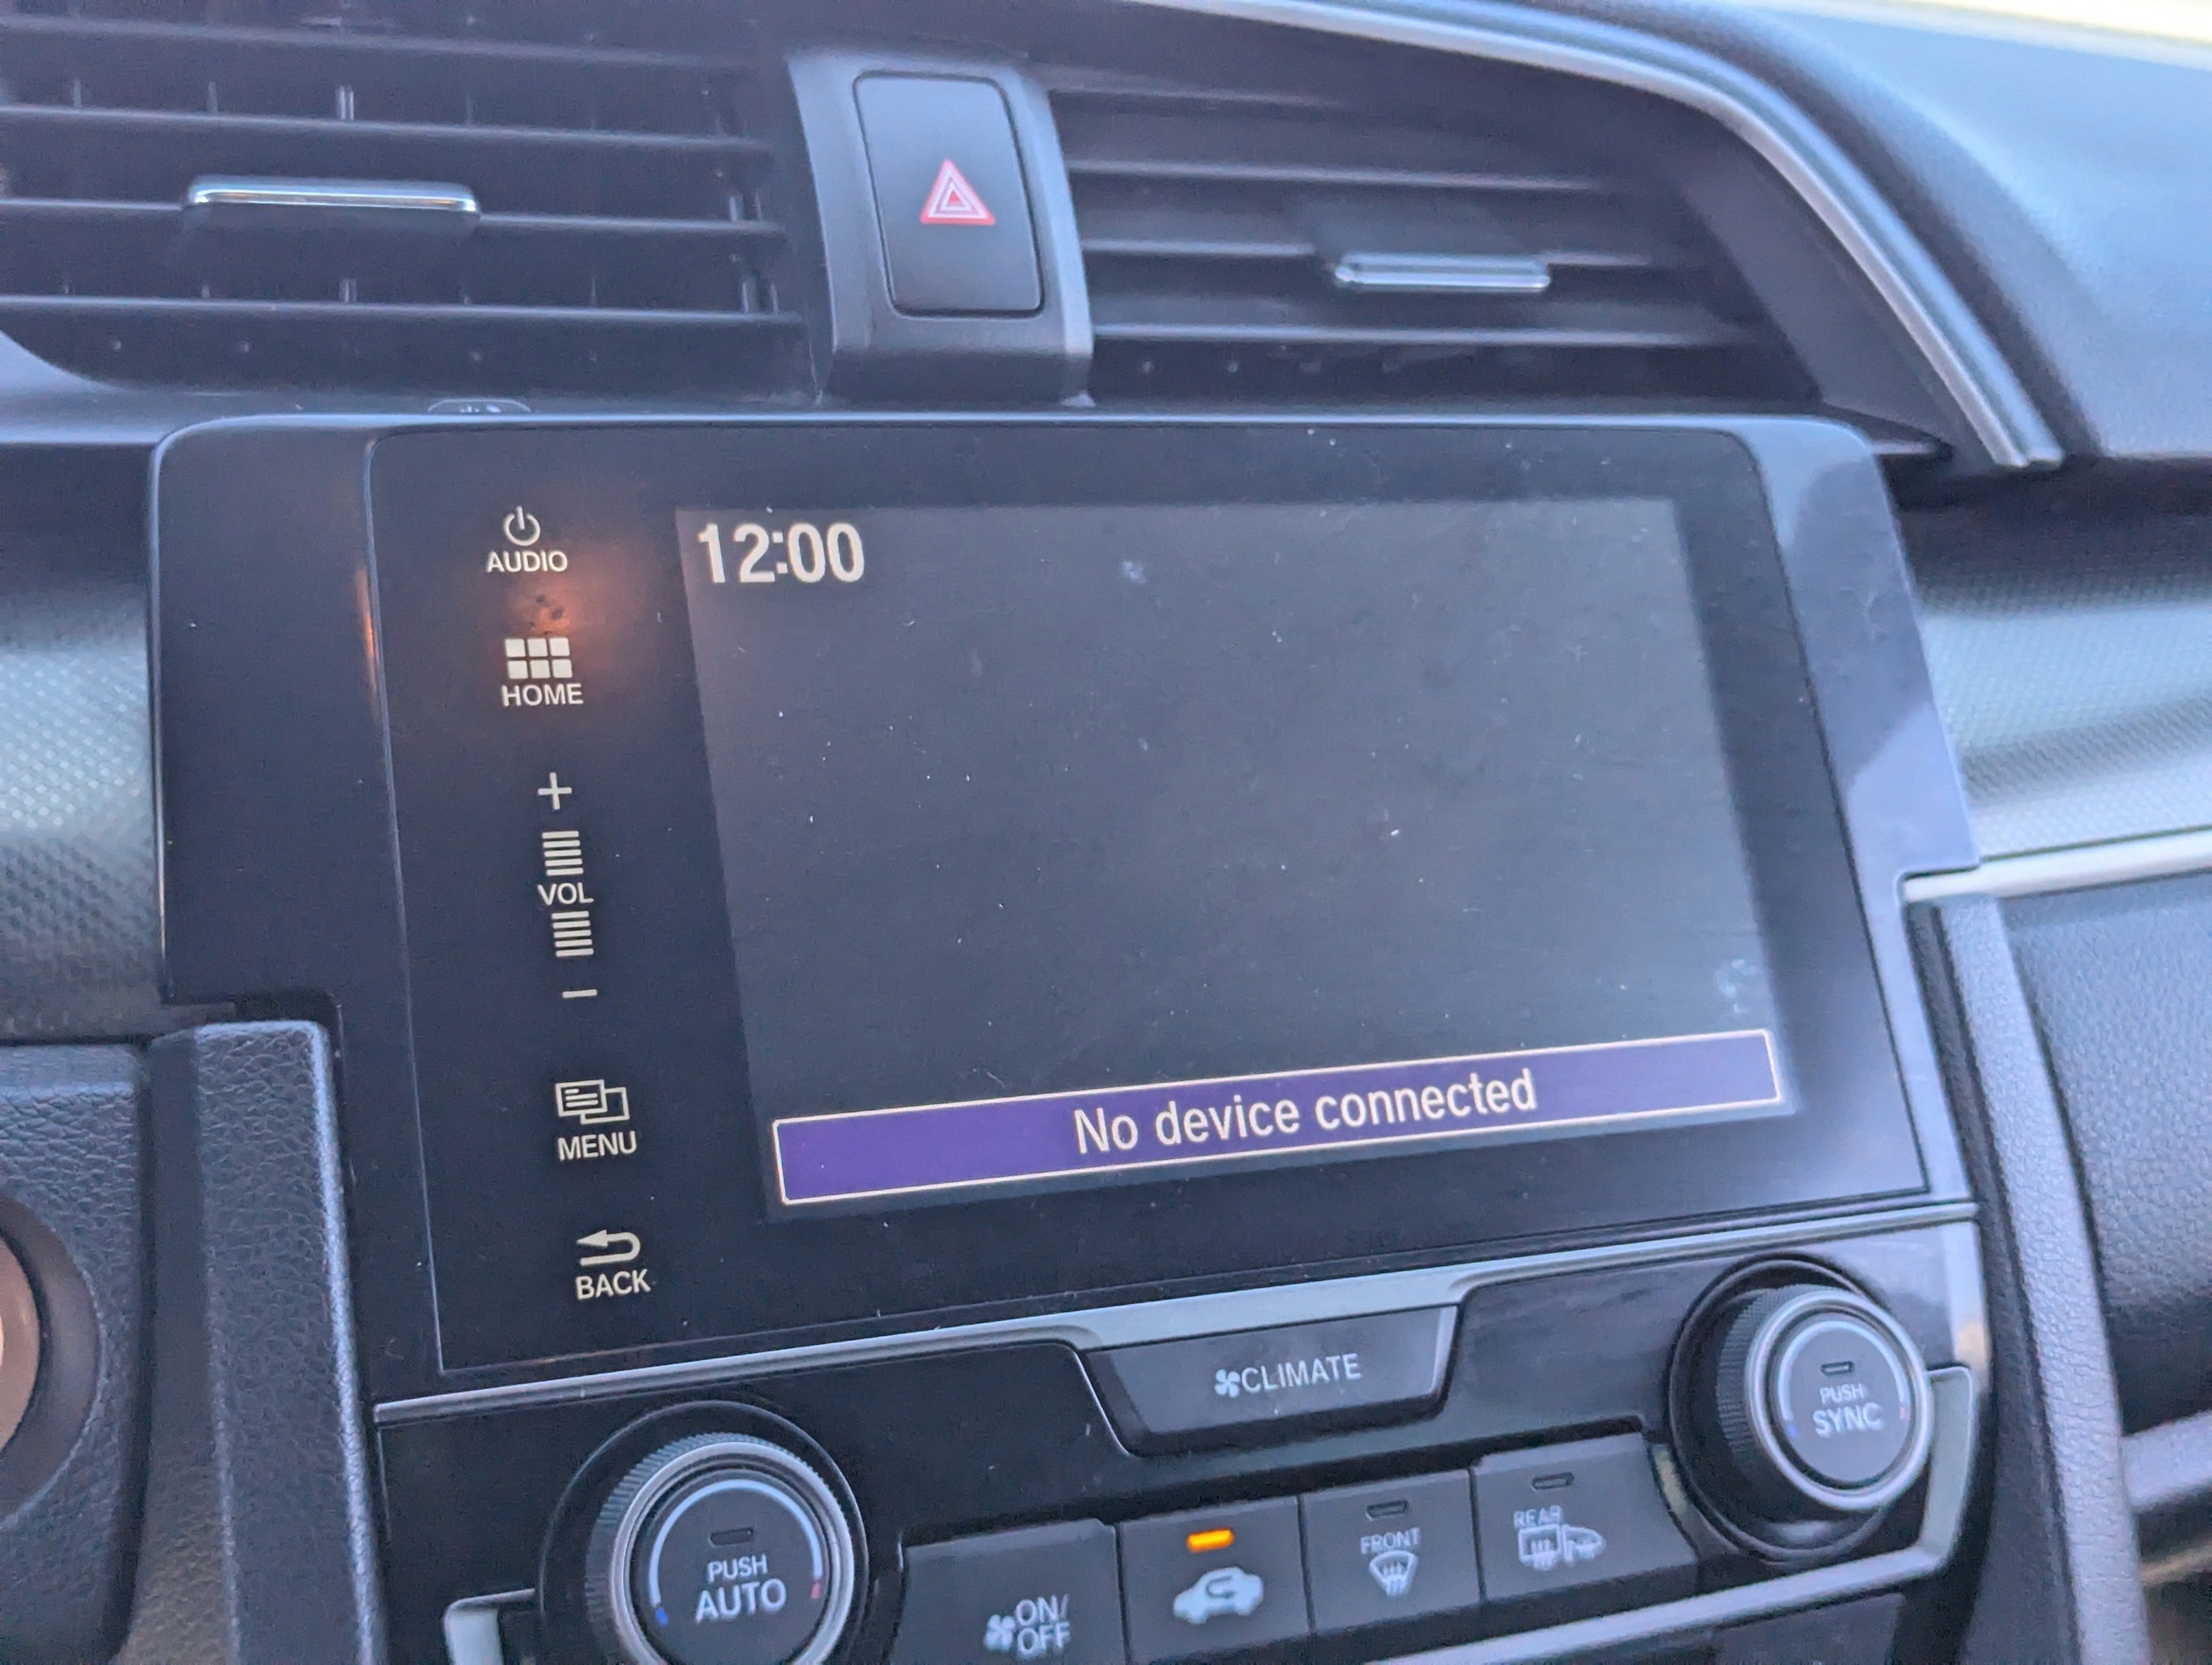 AUDIO
12:00
HOME
+
VOL
−
MENU
No device connected
BACK
CLIMATE
PUSH
SYNC
PUSH
AUTO
ON/
OFF
FRONT
REAR